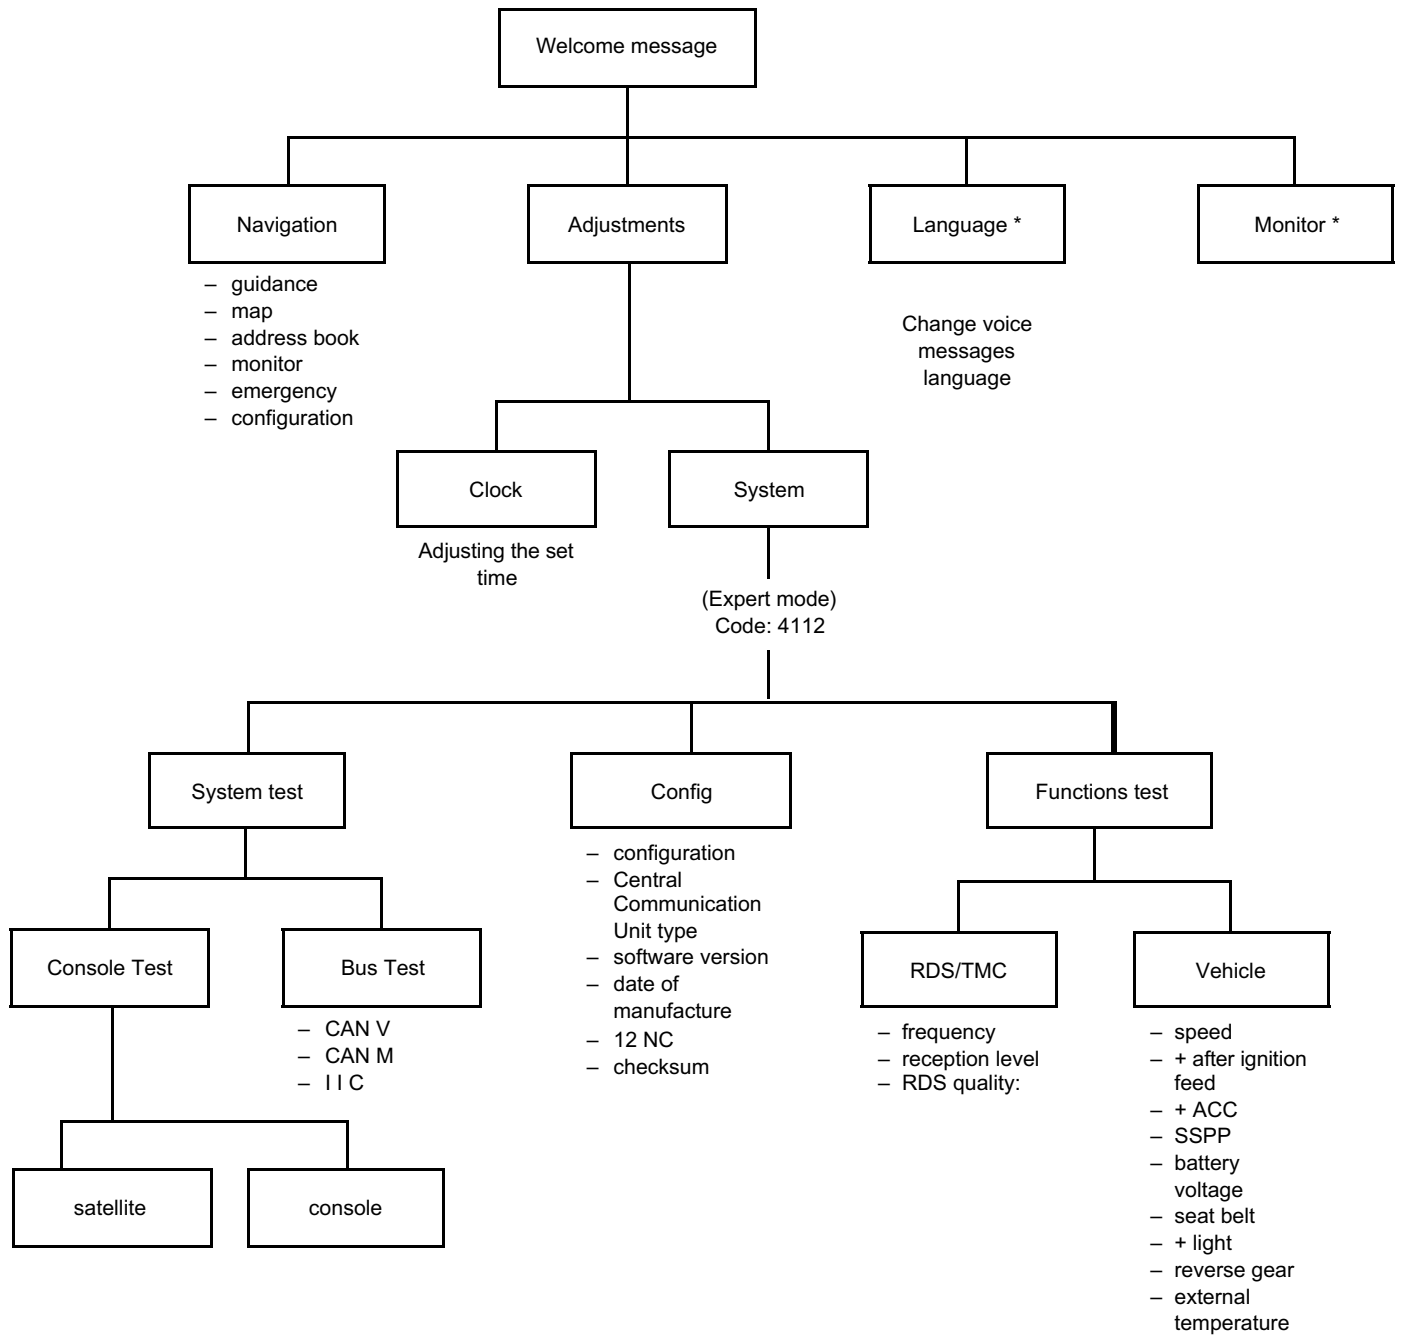 Welcome message
Navigation
Adjustments
Language *
Monitor *
– guidance
– map
– address book
– monitor
– emergency
– configuration
Change voice
messages
language
Clock
System
Adjusting the set
time
(Expert mode)
Code: 4112
System test
Config
Functions test
– configuration
– Central
Communication
Unit type
– software version
– date of
manufacture
– 12 NC
– checksum
Console Test
Bus Test
RDS/TMC
Vehicle
– CAN V
– CAN M
– I I C
– frequency
– reception level
– RDS quality:
– speed
– + after ignition
feed
– + ACC
– SSPP
– battery
voltage
– seat belt
– + light
– reverse gear
– external
temperature
satellite
console